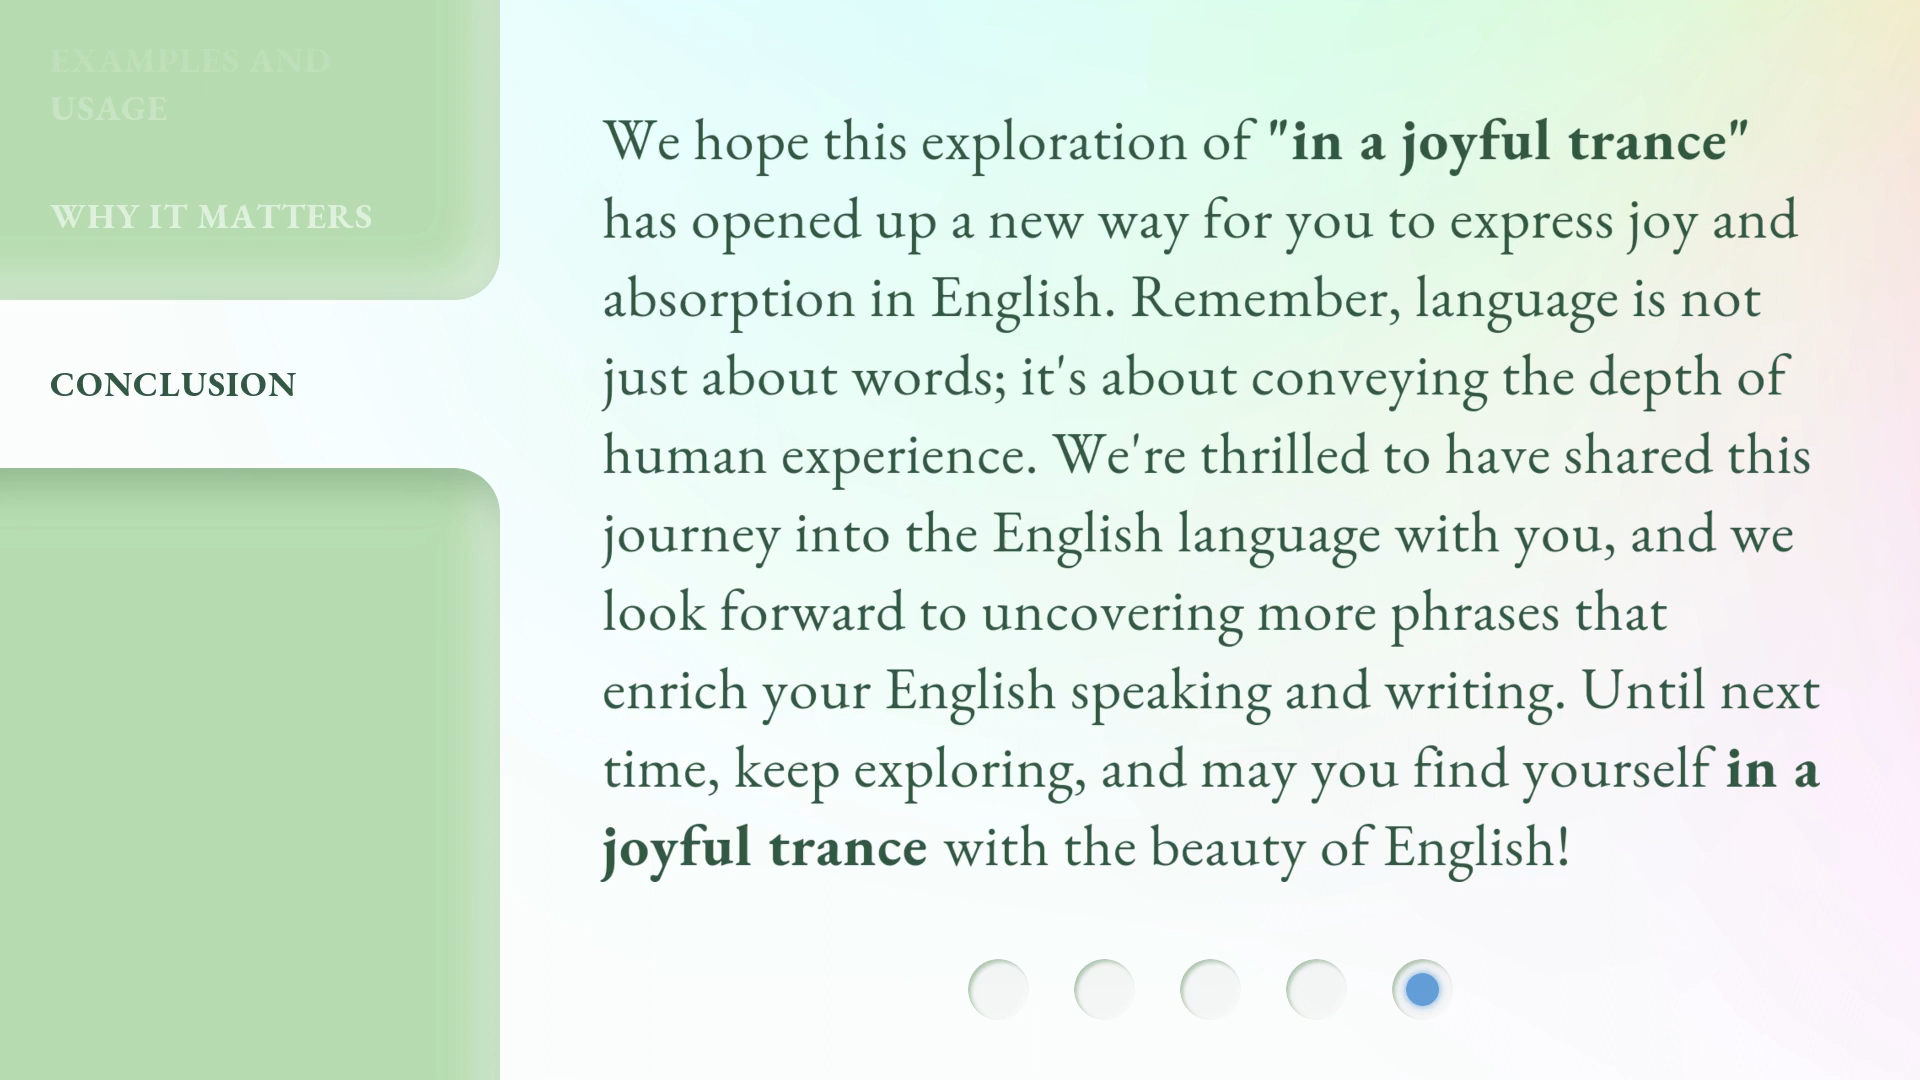 EXAMPLES AND
USAGE
WHY IT MATTERS
CONCLUSION
We hope this exploration of "in a joyful trance"
has opened up a new way for you to express joy and
absorption in English. Remember, language is not
just about words; it's about conveying the depth of
human experience. We're thrilled to have shared this
journey into the English language with you, and we
look forward to uncovering more phrases that
enrich your English speaking and writing. Until next
time, keep exploring, and may you find yourself in a
joyful trance with the beauty of English!